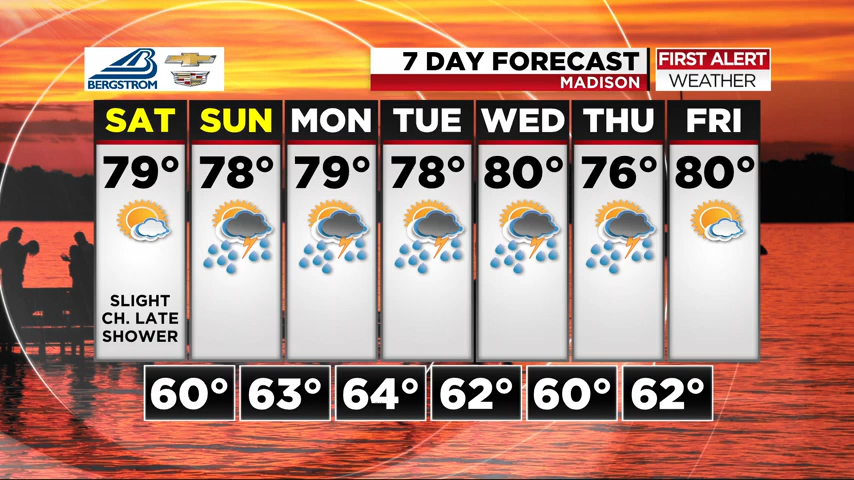 BERGSTROM
7 DAY FORECAST
MADISON
FIRST ALERT
WEATHER
SAT SUN MON TUE WED THU FRI
79° 78° 79° 78° 80° 76° 80°
SLIGHT
CH. LATE
SHOWER
60° 63° 64° 62° 60° 62°